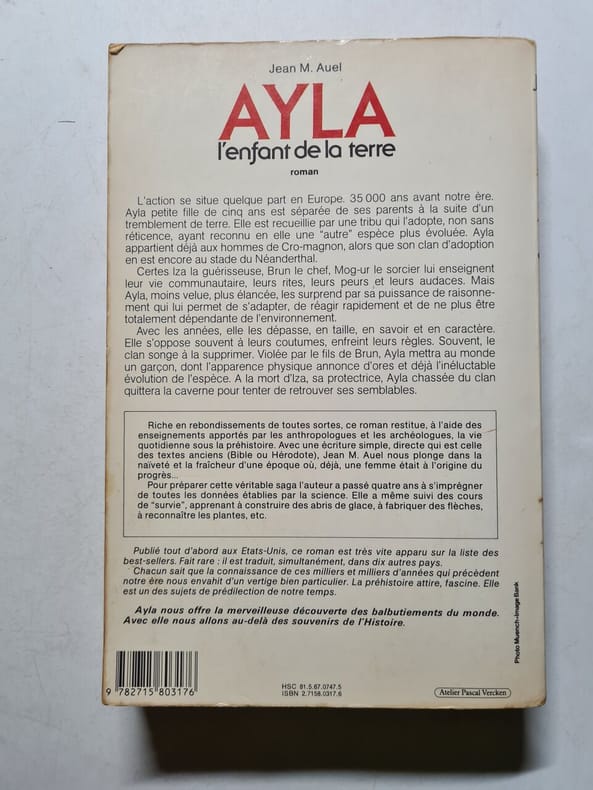 Jean M. Auel
AYLA
l'enfant de la terre
roman
L'action se situe quelque part en Europe. 35 000 ans avant notre ère.
Ayla petite fille de cinq ans est séparée de ses parents à la suite d'un
tremblement de terre. Elle est recueillie par une tribu qui l'adopte, non sans
réticence, ayant reconnu en elle une "autre" espèce plus évoluée. Ayla
appartient déjà aux hommes de Cro-magnon, alors que son clan d'adoption
en est encore au stade du Néanderthal.
Certes Iza la guérisseuse, Brun le chef, Mog-ur le sorcier lui enseignent
leur vie communautaire, leurs rites, leurs peurs et leurs audaces. Mais
Ayla, moins velue, plus élancée, les surprend par sa puissance de raisonne-
ment qui lui permet de s'adapter, de réagir rapidement et de ne plus être
totalement dépendante de l'environnement.
Avec les années, elle les dépasse, en taille, en savoir et en caractère.
Elle s'oppose souvent à leurs coutumes, enfreint leurs règles. Souvent, le
clan songe à la supprimer. Violée par le fils de Brun, Ayla mettra au monde
un garçon, dont l'apparence physique annonce d'ores et déjà l'inéluctable
évolution de l'espèce. A la mort d'Iza, sa protectrice, Ayla chassée du clan
quittera la caverne pour tenter de retrouver ses semblables.
Riche en rebondissements de toutes sortes, ce roman restitue, à l'aide des
enseignements apportés par les anthropologues et les archéologues, la vie
quotidienne sous la préhistoire. Avec une écriture simple, directe qui est celle
des textes anciens (Bible ou Hérodote), Jean M. Auel nous plonge dans la
naïveté et la fraîcheur d'une époque où, déjà, une femme était à l'origine du
progrès...
Pour préparer cette véritable saga l'auteur a passé quatre ans à s'imprégner
de toutes les données établies par la science. Elle a même suivi des cours
de "survie", apprenant à construire des abris de glace, à fabriquer des flèches,
à reconnaître les plantes, etc.
Publié tout d'abord aux Etats-Unis, ce roman est très vite apparu sur la liste des
best-sellers. Fait rare : il est traduit, simultanément, dans dix autres pays.
Chacun sait que la connaissance de ces milliers et milliers d'années qui précèdent
notre ère nous envahit d'un vertige bien particulier. La préhistoire attire, fascine. Elle
est un des sujets de prédilection de notre temps.
Ayla nous offre la merveilleuse découverte des balbutiements du monde.
Avec elle nous allons au-delà des souvenirs de l'Histoire.
Photo Muench-Image Bank
9 782715 803176
HSC 81.5.67.0747.5
ISBN 2.7158.0317.6
Atelier Pascal Vercken